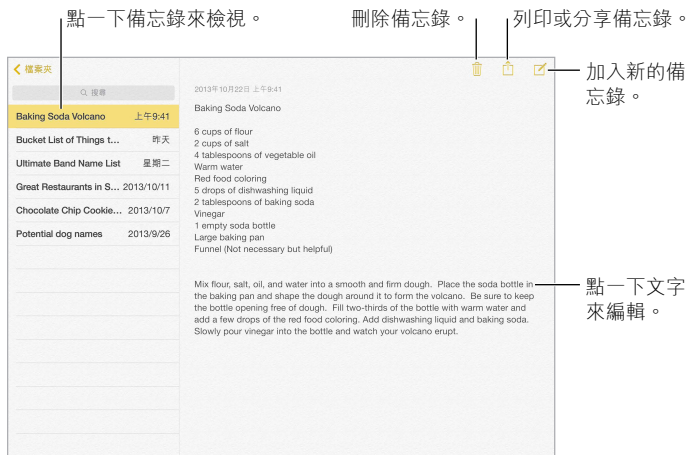 點一下備忘錄來檢視。
刪除備忘錄。
列印或分享備忘錄。
加入新的備
忘錄。
檔案夾
搜尋
Baking Soda Volcano 上午9:41
Bucket List of Things t... 昨天
Ultimate Band Name List 星期二
Great Restaurants in S... 2013/10/11
Chocolate Chip Cookie... 2013/10/7
Potential dog names 2013/9/26
2013年10月22日 上午9:41
Baking Soda Volcano
6 cups of flour
2 cups of salt
4 tablespoons of vegetable oil
Warm water
Red food coloring
5 drops of dishwashing liquid
2 tablespoons of baking soda
Vinegar
1 empty soda bottle
Large baking pan
Funnel (Not necessary but helpful)
Mix flour, salt, oil, and water into a smooth and firm dough. Place the soda bottle in
the baking pan and shape the dough around it to form the volcano. Be sure to keep
the bottle opening free of dough. Fill two-thirds of the bottle with warm water and
add a few drops of the red food coloring. Add dishwashing liquid and baking soda.
Slowly pour vinegar into the bottle and watch your volcano erupt.
點一下文字
來編輯。